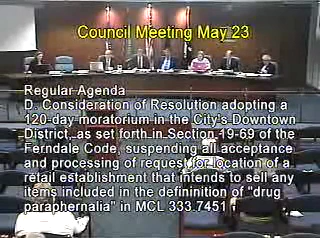 Council Meeting May 23
Regular Agenda
D. Consideration of Resolution adopting a
120-day moratorium in the City's Downtown
District, as set forth in Section 19-69 of the
Ferndale Code, suspending all acceptance
and processing of request for location of a
retail establishment that intends to sell any
items included in the defininition of "drug
paraphernalia" in MCL 333.7451